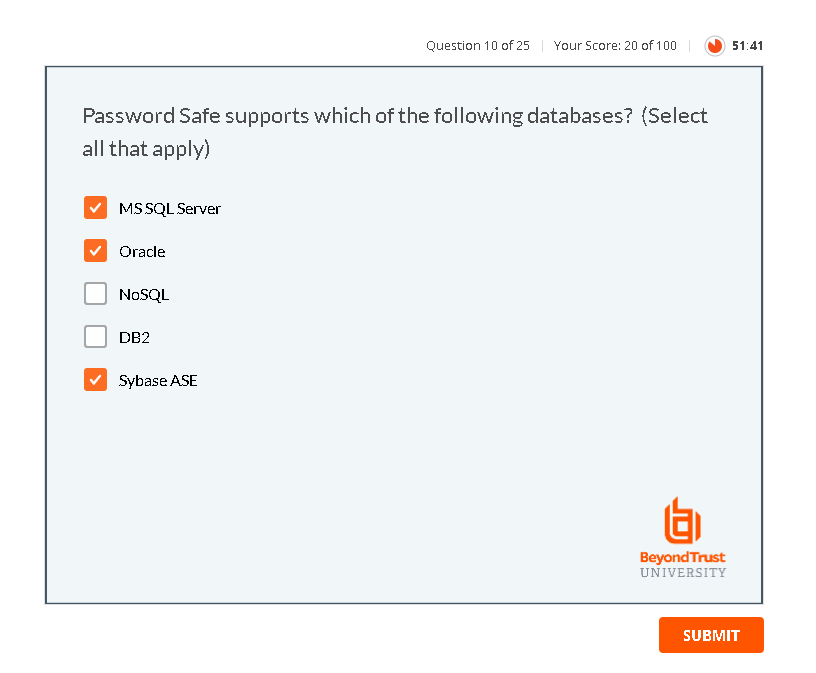 Question 10 of 25 | Your Score: 20 of 100 | 51:41
Password Safe supports which of the following databases? (Select
all that apply)
MS SQL Server
Oracle
NoSQL
DB2
Sybase ASE
BeyondTrust
UNIVERSITY
SUBMIT